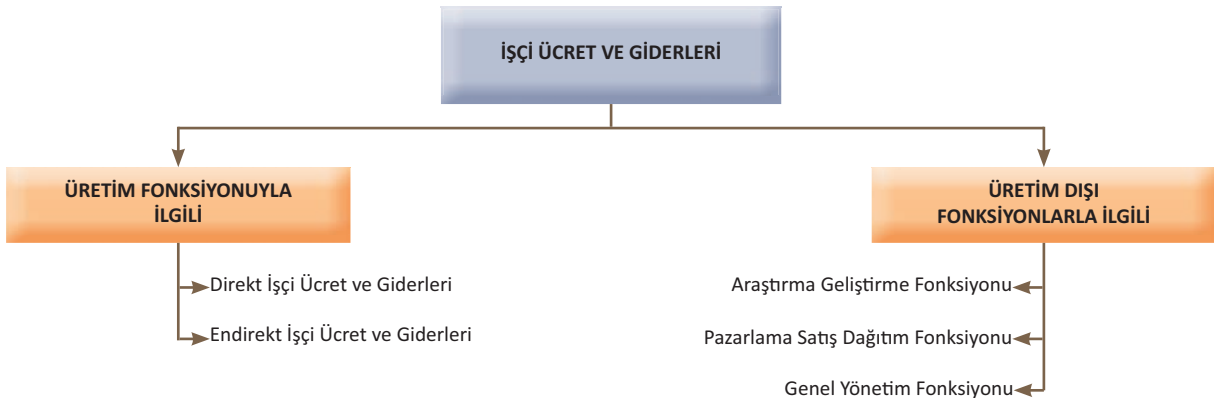 İŞÇİ ÜCRET VE GİDERLERİ
ÜRETİM FONKSİYONUYLA
İLGİLİ
Direkt İşçi Ücret ve Giderleri
Endirekt İşçi Ücret ve Giderleri
ÜRETİM DIŞI
FONKSİYONLARLA İLGİLİ
Araştırma Geliştirme Fonksiyonu
Pazarlama Satış Dağıtım Fonksiyonu
Genel Yönetim Fonksiyonu